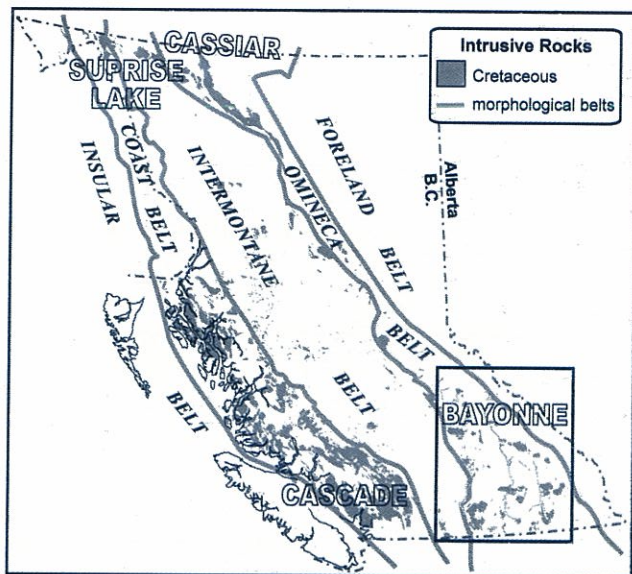 CASSIAR
SUPRISE
LAKE
Intrusive Rocks
Cretaceous
morphological belts
INSULAR
BELT
COAST
BELT
INTERMONTANE
BELT
OMINECA
BELT
FORELAND
BELT
Alberta
B.C.
BAYONNE
CASCADE